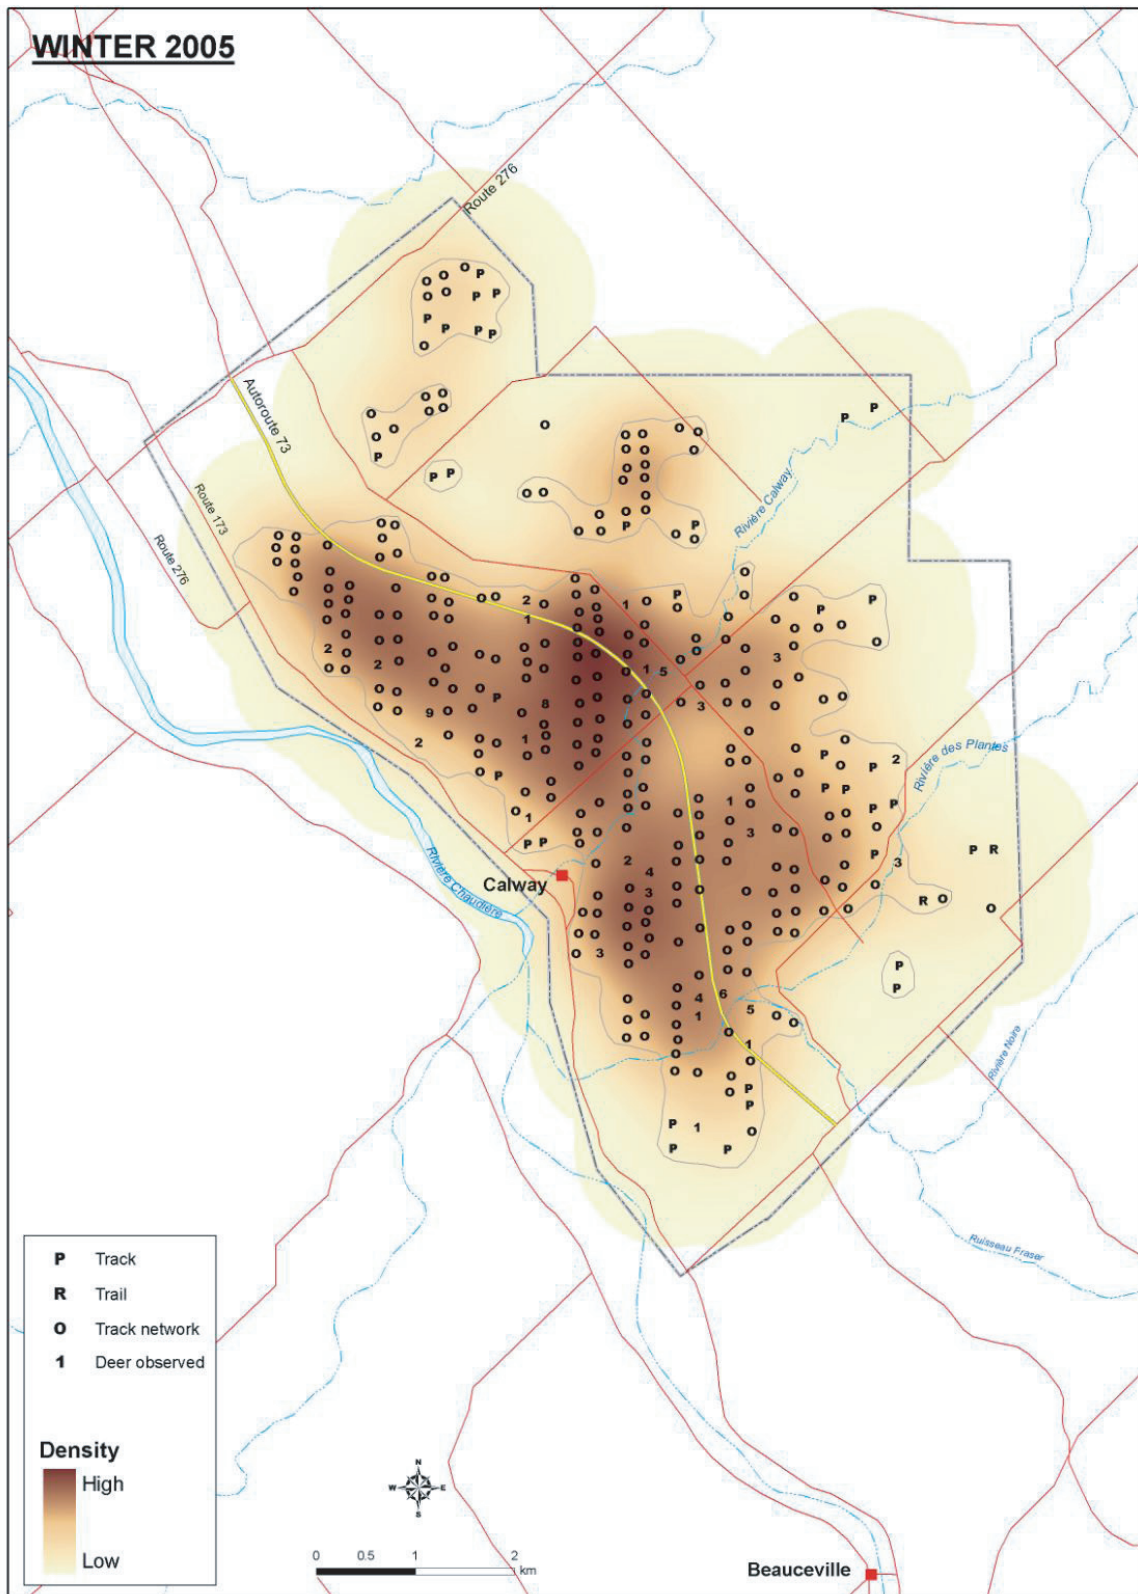 WINTER 2005
Route 276
Autoroute 73
Route 173
Route 276
Rivière Calway
Rivière des Plantes
Calway
Rivière Chaudière
Rivière Noire
Ruisseau Fraser
P Track
R Trail
O Track network
1 Deer observed
Density
High
Low
N
W E
S
0 0.5 1 2
km
Beauceville